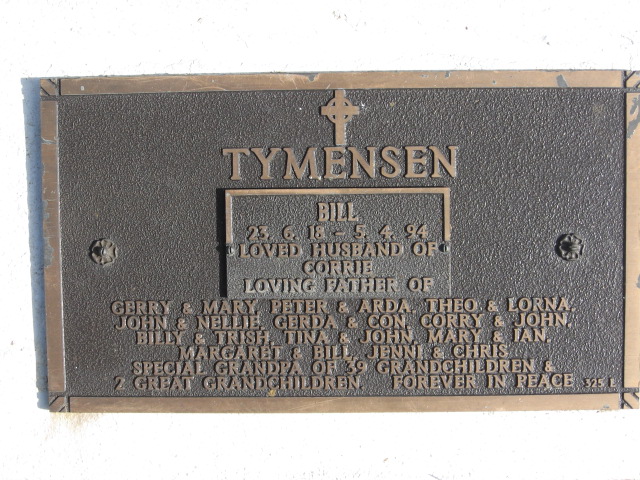 TYMENSEN
BILL
23. 6. 18 - 5. 4. 94
LOVED HUSBAND OF
CORRIE
LOVING FATHER OF
GERRY & MARY, PETER & ARDA, THEO & LORNA,
JOHN & NELLIE, GERDA & CON, CORRY & JOHN,
BILLY & TRISH, TINA & JOHN, MARY & IAN,
MARGARET & BILL, JENNI & CHRIS
SPECIAL GRANDPA OF 39 GRANDCHILDREN &
2 GREAT GRANDCHILDREN. FOREVER IN PEACE 325 L